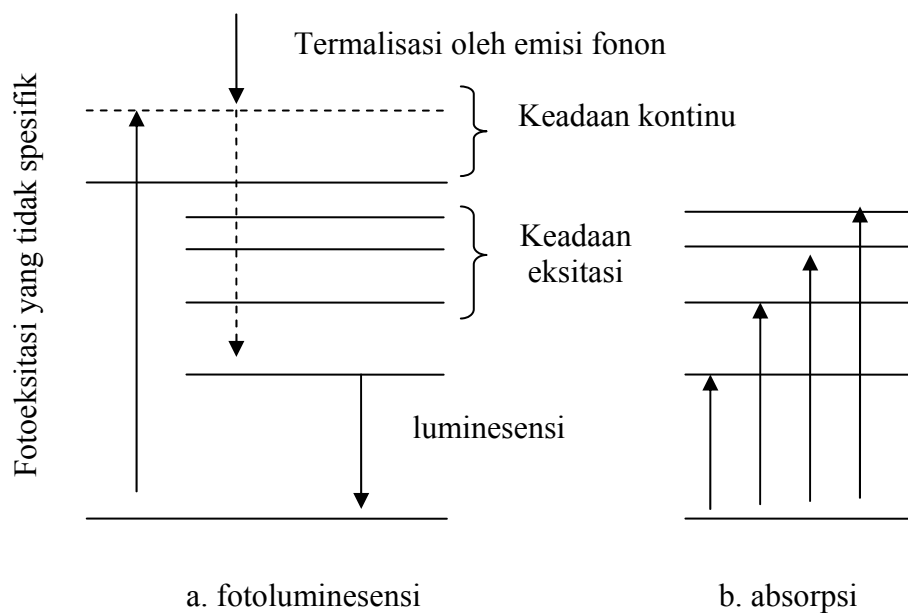 Termalisasi oleh emisi fonon
Fotoeksitasi yang tidak spesifik
Keadaan kontinu
Keadaan
eksitasi
luminesensi
a. fotoluminesensi
b. absorpsi